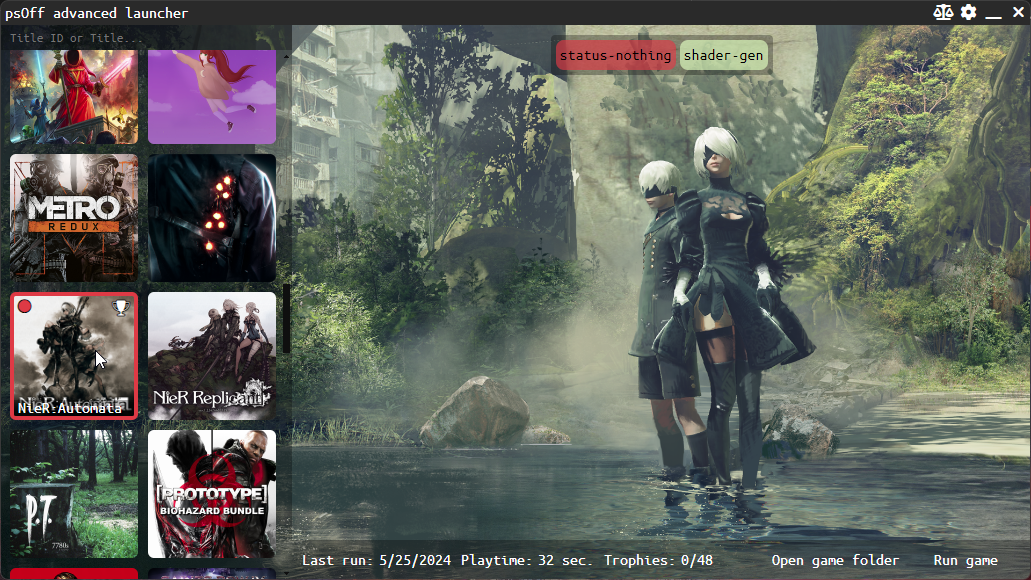 psOff advanced launcher
Title ID or Title...
status-nothing shader-gen
METRO
REDUX
NieR:Automata
NieR Replicant
P.T.
7780s
[PROTOTYPE]
BIOHAZARD BUNDLE
Last run: 5/25/2024 Playtime: 32 sec. Trophies: 0/48
Open game folder
Run game